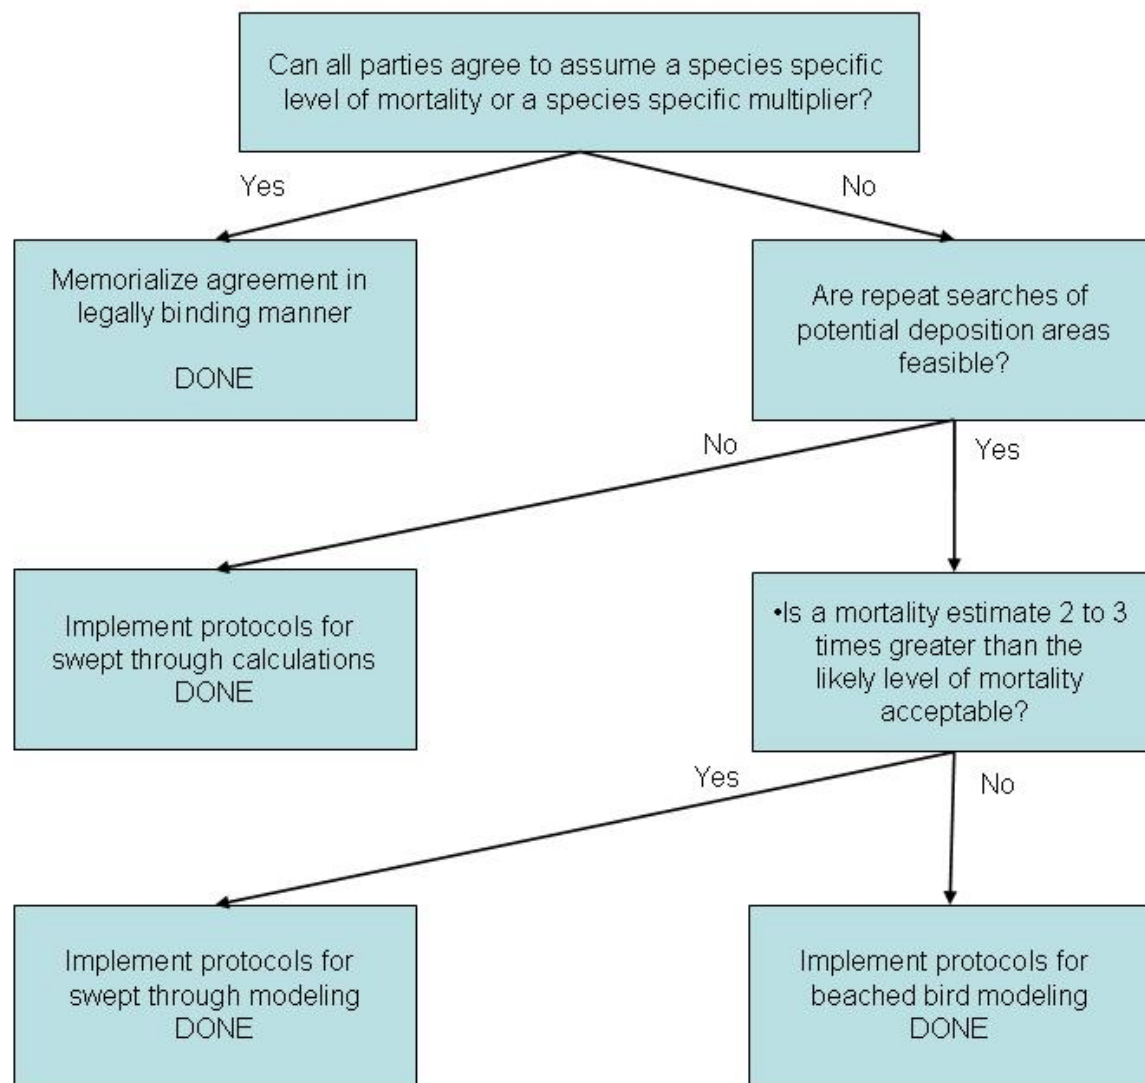 Can all parties agree to assume a species specific
level of mortality or a species specific multiplier?
Yes
No
Memorialize agreement in
legally binding manner
DONE
Are repeat searches of
potential deposition areas
feasible?
No
Yes
Implement protocols for
swept through calculations
DONE
•Is a mortality estimate 2 to 3
times greater than the
likely level of mortality
acceptable?
Yes
No
Implement protocols for
swept through modeling
DONE
Implement protocols for
beached bird modeling
DONE